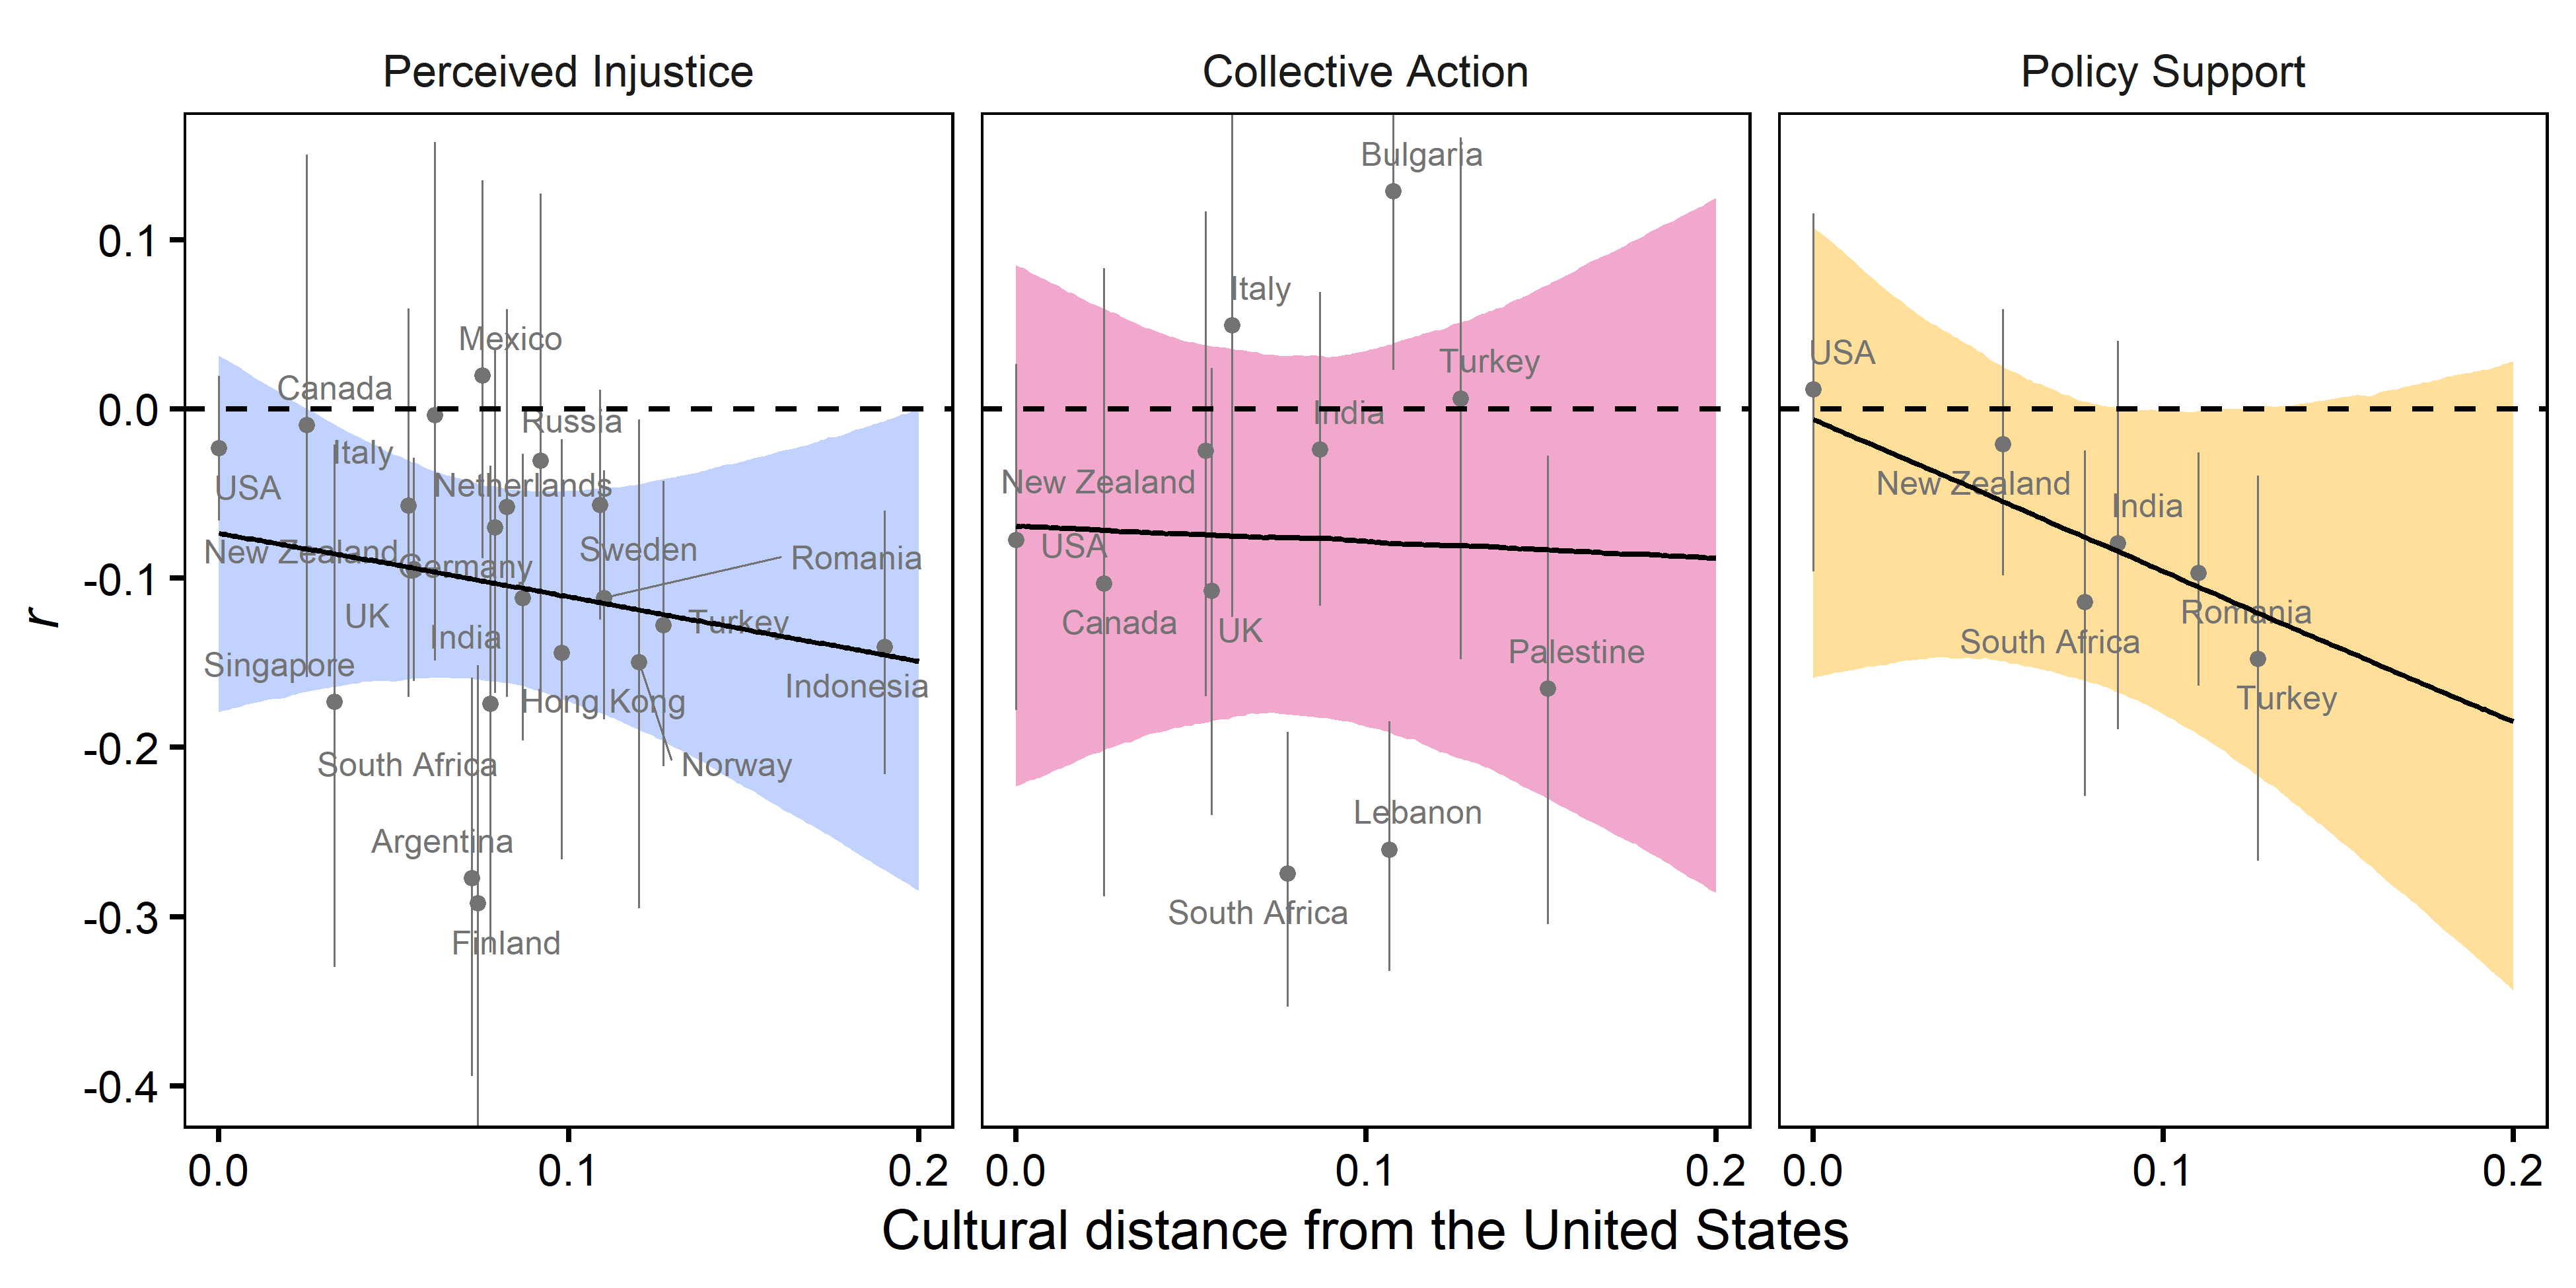 Perceived Injustice
Collective Action
Policy Support
r
0.1
0.0
-0.1
-0.2
-0.3
-0.4
Mexico
Canada
Russia
Italy
USA
Netherlands
New Zealand
Germany
Sweden
Romania
UK
India
Turkey
Singapore
Indonesia
Hong Kong
South Africa
Norway
Argentina
Finland
Bulgaria
Italy
Turkey
India
New Zealand
USA
Canada
UK
Palestine
Lebanon
South Africa
USA
New Zealand
India
Romania
South Africa
Turkey
0.0
0.1
0.2
0.0
0.1
0.2
0.0
0.1
0.2
Cultural distance from the United States